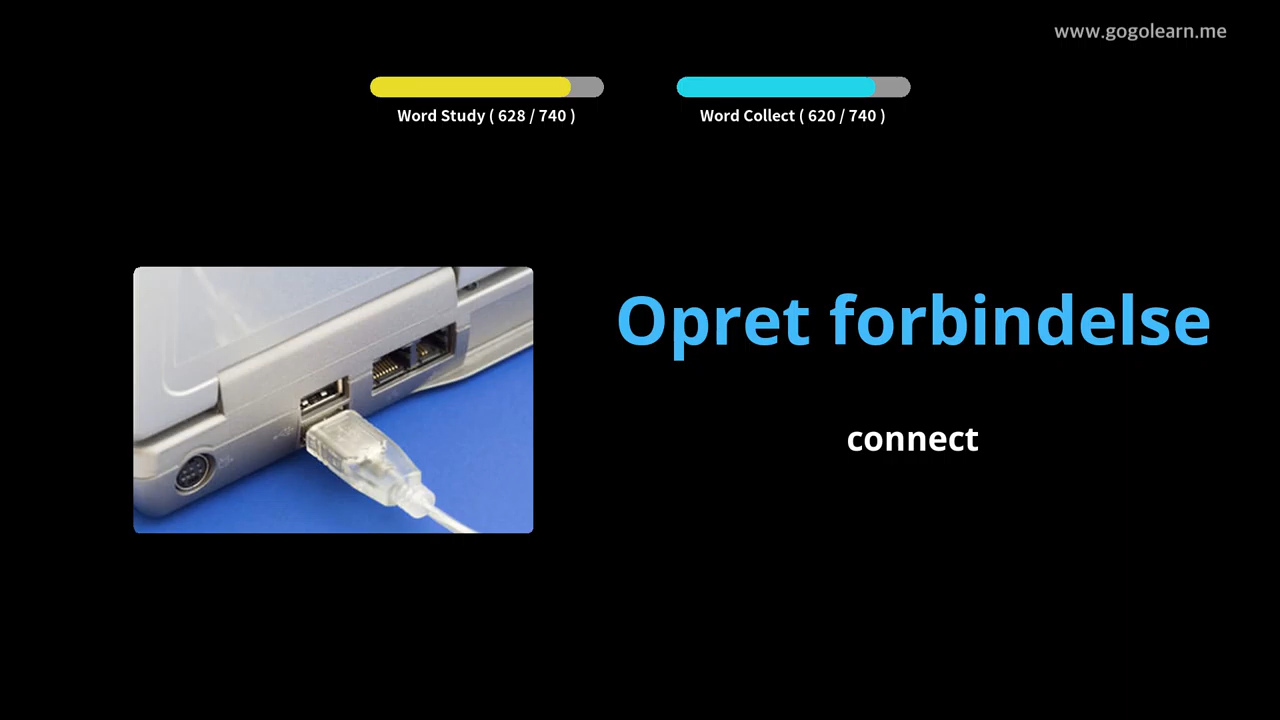 www.gogolearn.me
Word Study ( 628 / 740 )
Word Collect ( 620 / 740 )
Opret forbindelse
connect